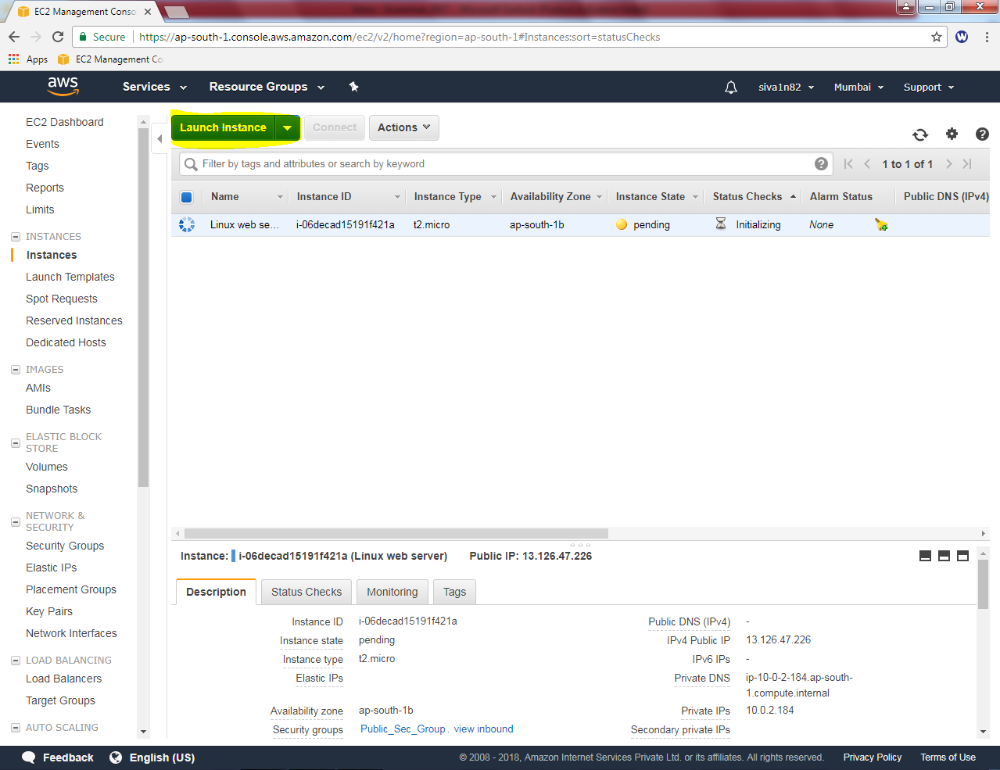 EC2 Management Conso
Secure
https://ap-south-1.console.aws.amazon.com/ec2/v2/home?region=ap-south-1#Instances:sort=statusChecks
W
Apps
EC2 Management Co
aws
Services
Resource Groups
siva1n82
Mumbai
Support
EC2 Dashboard
Events
Tags
Reports
Limits
INSTANCES
Instances
Launch Templates
Spot Requests
Reserved Instances
Dedicated Hosts
IMAGES
AMIs
Bundle Tasks
ELASTIC BLOCK
STORE
Volumes
Snapshots
NETWORK &
SECURITY
Security Groups
Elastic IPs
Placement Groups
Key Pairs
Network Interfaces
LOAD BALANCING
Load Balancers
Target Groups
AUTO SCALING
Launch Instance
Connect
Actions
Filter by tags and attributes or search by keyword
1 to 1 of 1
Name Instance ID Instance Type Availability Zone Instance State Status Checks Alarm Status Public DNS (IPv4)
Linux web se... i-06decad15191f421a t2.micro ap-south-1b pending Initializing None
Instance: i-06decad15191f421a (Linux web server) Public IP: 13.126.47.226
Description
Status Checks
Monitoring
Tags
Instance ID i-06decad15191f421a
Instance state pending
Instance type t2.micro
Elastic IPs
Availability zone ap-south-1b
Security groups Public_Sec_Group. view inbound
Public DNS (IPv4) -
IPv4 Public IP 13.126.47.226
IPv6 IPs -
Private DNS ip-10-0-2-184.ap-south-
1.compute.internal
Private IPs 10.0.2.184
Secondary private IPs
Feedback
English (US)
© 2008 - 2018, Amazon Internet Services Private Ltd. or its affiliates. All rights reserved.
Privacy Policy
Terms of Use